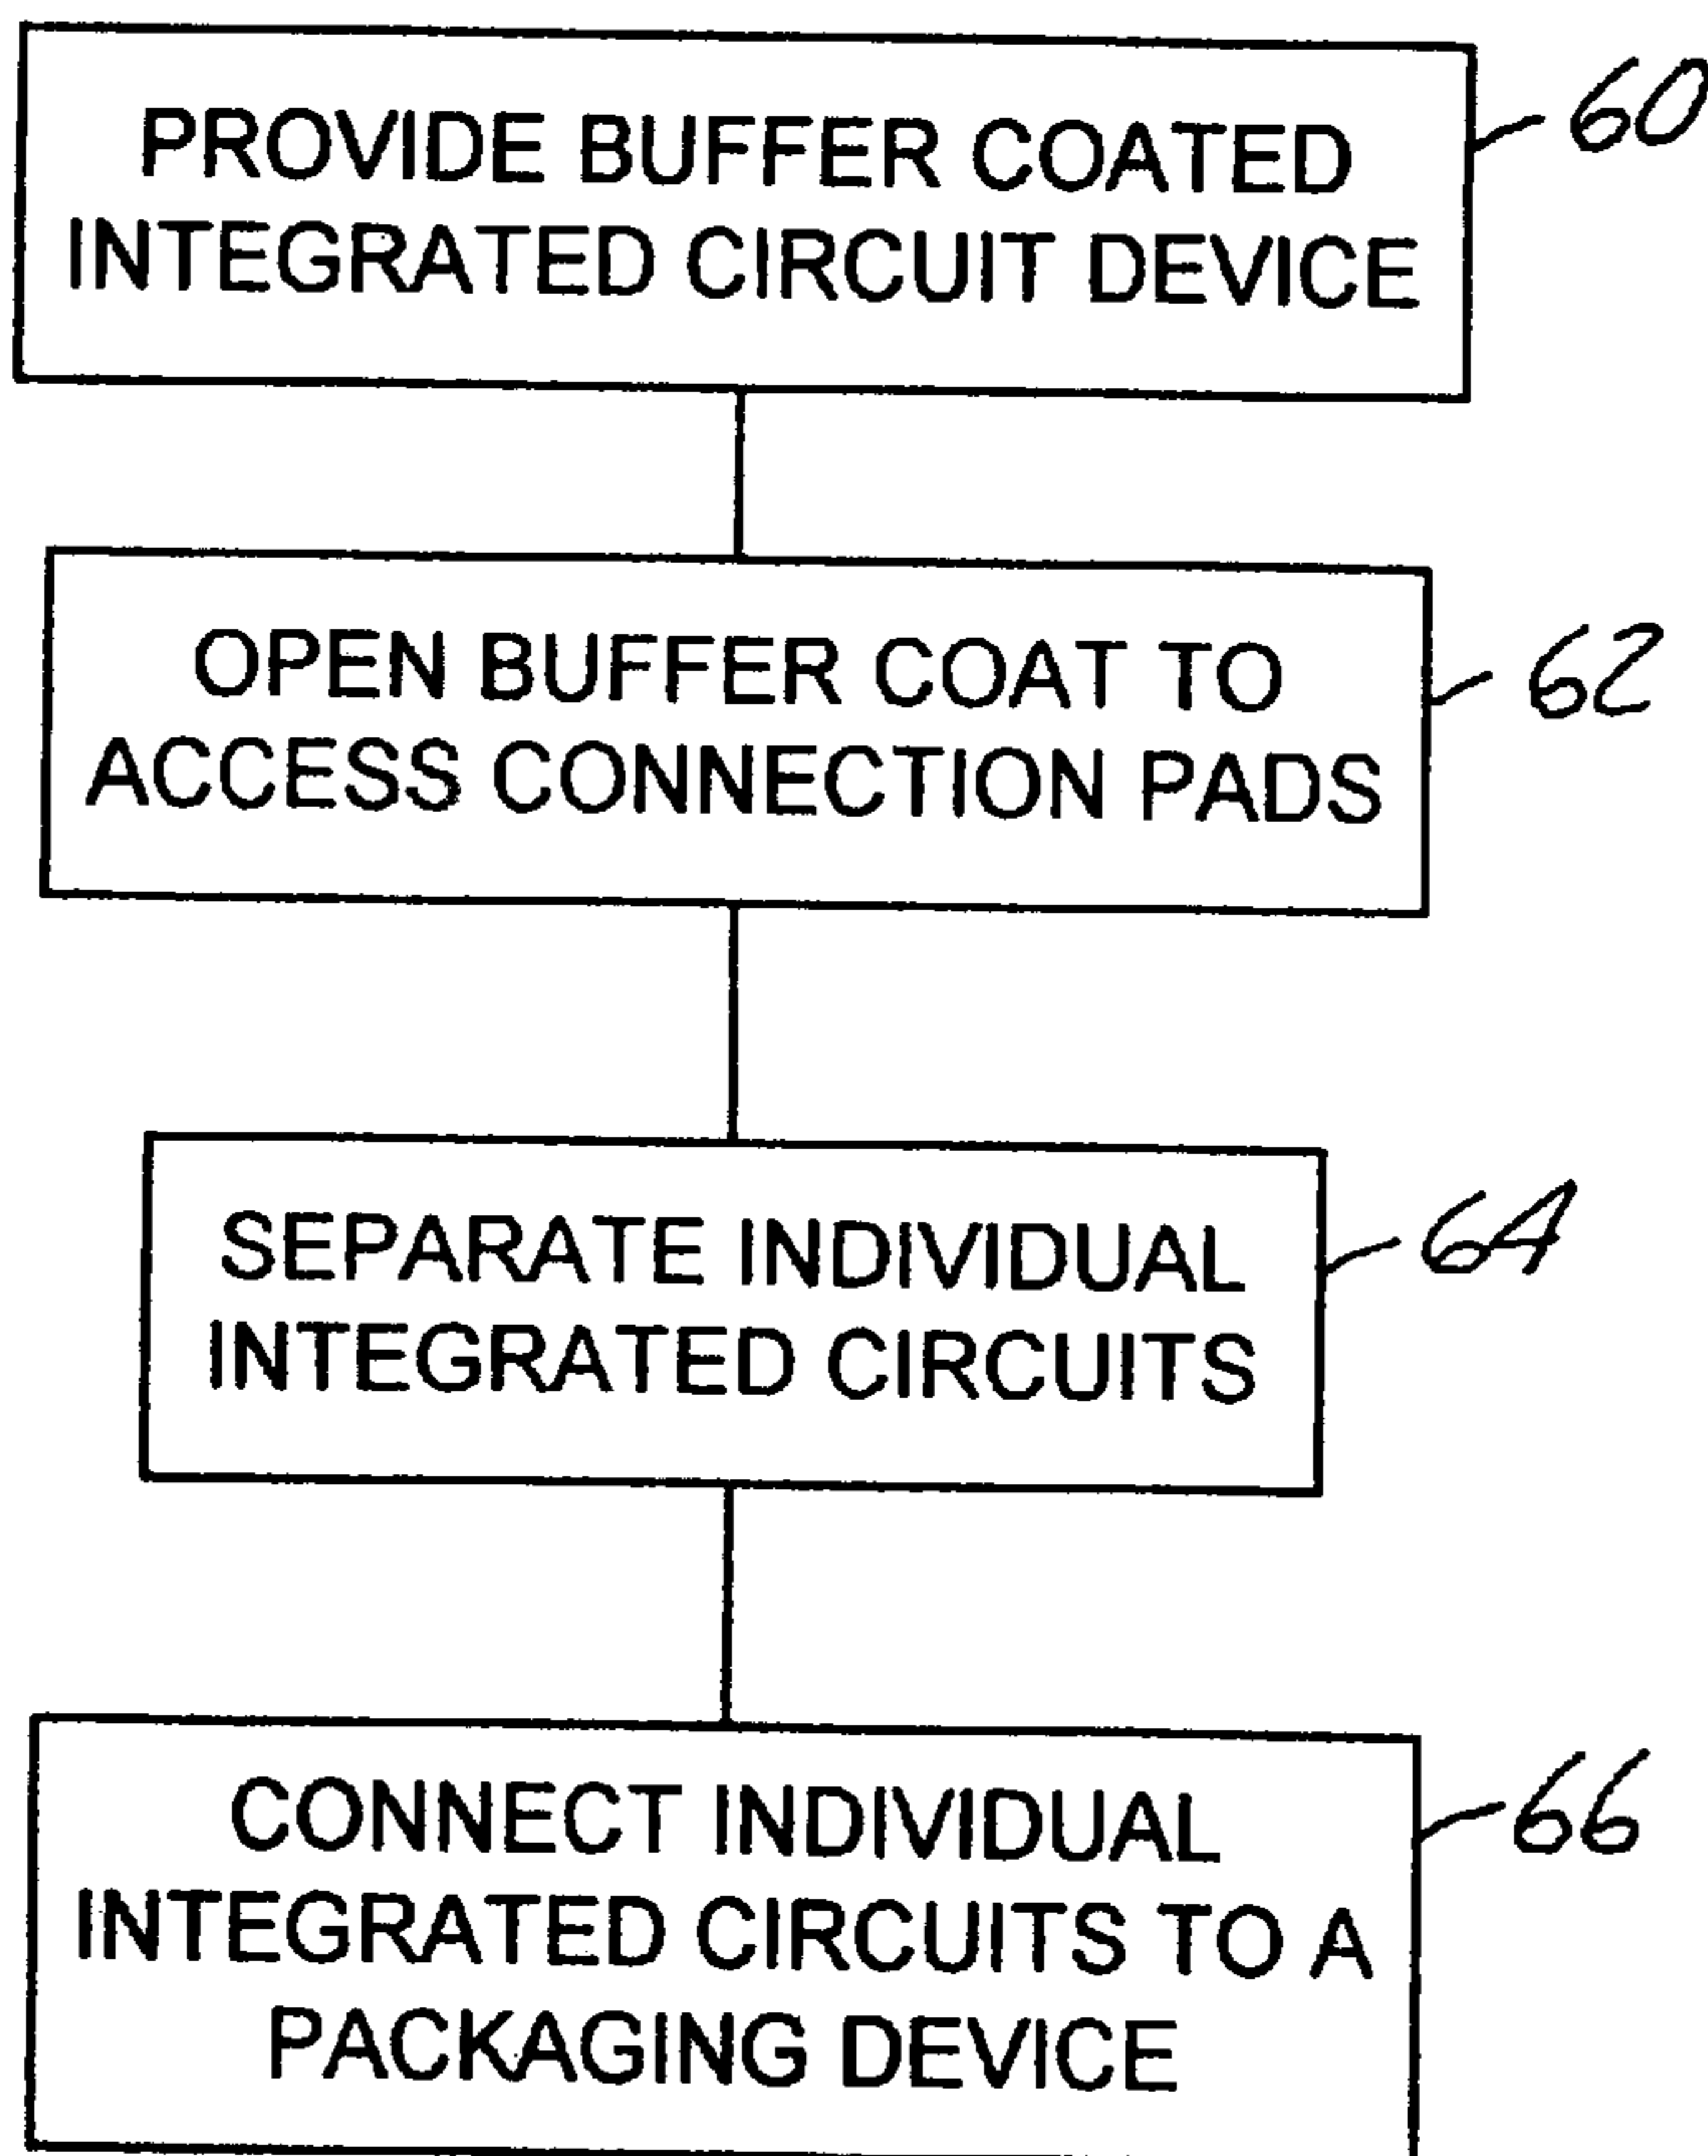 PROVIDE BUFFER COATED
INTEGRATED CIRCUIT DEVICE
60
OPEN BUFFER COAT TO
ACCESS CONNECTION PADS
62
SEPARATE INDIVIDUAL
INTEGRATED CIRCUITS
64
CONNECT INDIVIDUAL
INTEGRATED CIRCUITS TO A
PACKAGING DEVICE
66